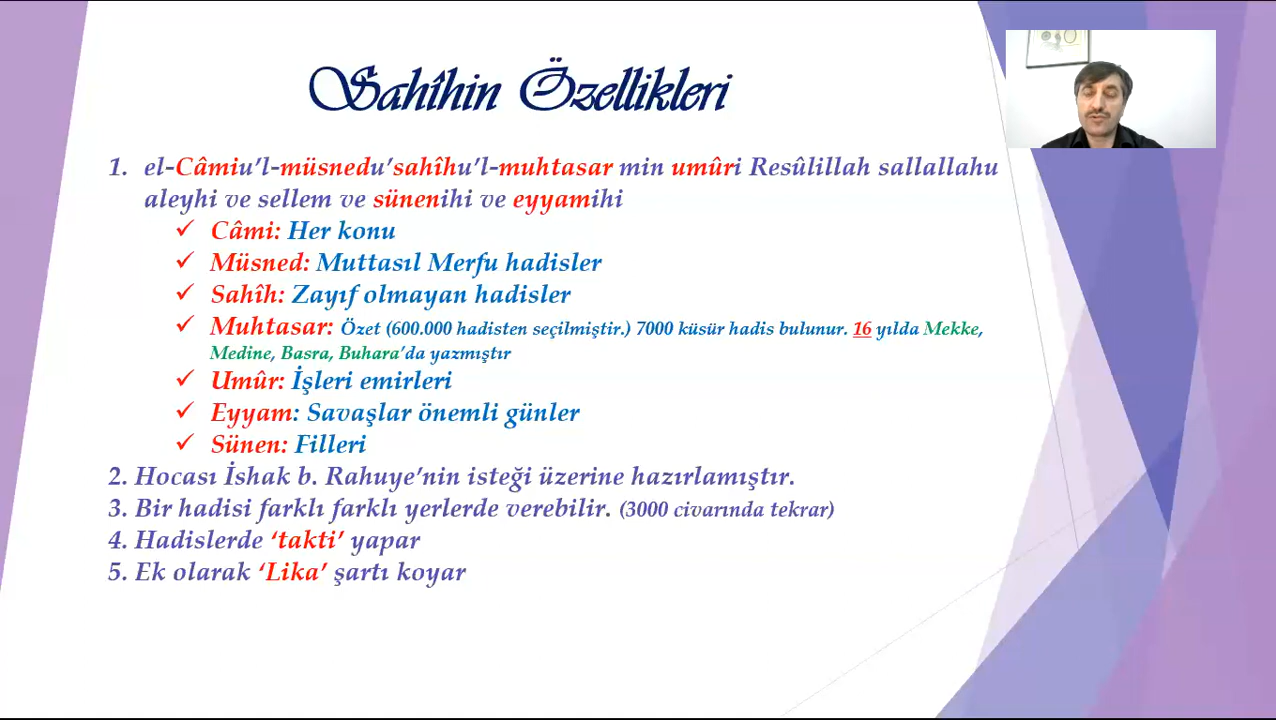 Sahîhin Özellikleri
1. el-Câmiu'l-müsnedu'sahîhu'l-muhtasar min umûri Resûlillah sallallahu
aleyhi ve sellem ve sünenihi ve eyyamihi
✓ Câmi: Her konu
✓ Müsned: Muttasıl Merfu hadisler
✓ Sahîh: Zayıf olmayan hadisler
✓ Muhtasar: Özet (600.000 hadisten seçilmiştir.) 7000 küsür hadis bulunur. 16 yılda Mekke,
Medine, Basra, Buhara'da yazmıştır
✓ Umûr: İşleri emirleri
✓ Eyyam: Savaşlar önemli günler
✓ Sünen: Filleri
2. Hocası İshak b. Rahuye'nin isteği üzerine hazırlamıştır.
3. Bir hadisi farklı farklı yerlerde verebilir. (3000 civarında tekrar)
4. Hadislerde 'takti' yapar
5. Ek olarak 'Lika' şartı koyar